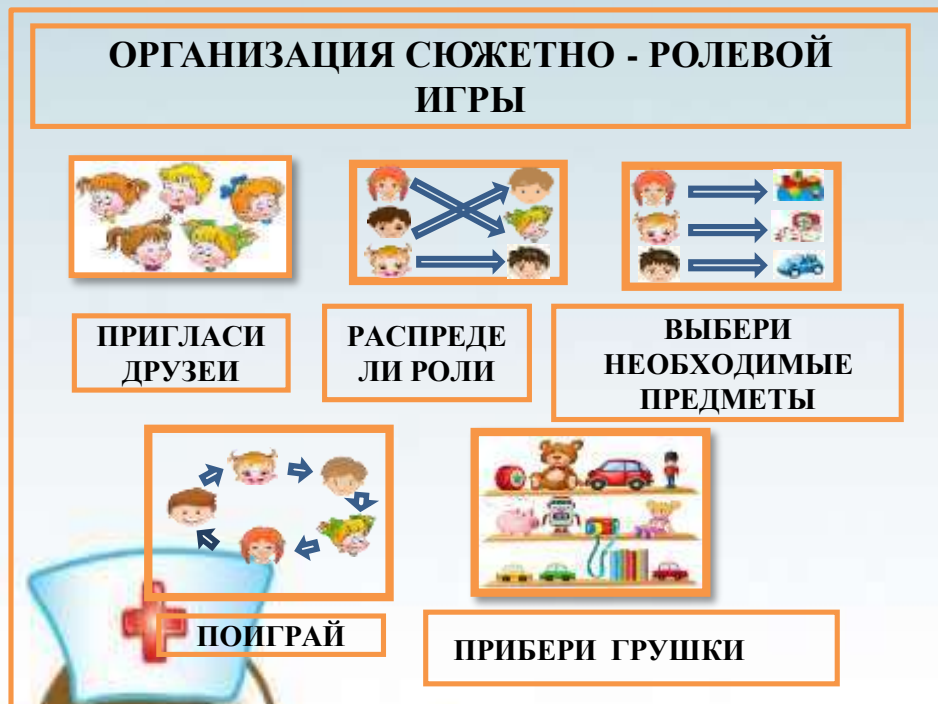 ОРГАНИЗАЦИЯ СЮЖЕТНО - РОЛЕВОЙ
ИГРЫ
ПРИГЛАСИ
ДРУЗЕИ
РАСПРЕДЕ
ЛИ РОЛИ
ВЫБЕРИ
НЕОБХОДИМЫЕ
ПРЕДМЕТЫ
ПОИГРАЙ
ПРИБЕРИ ГРУШКИ